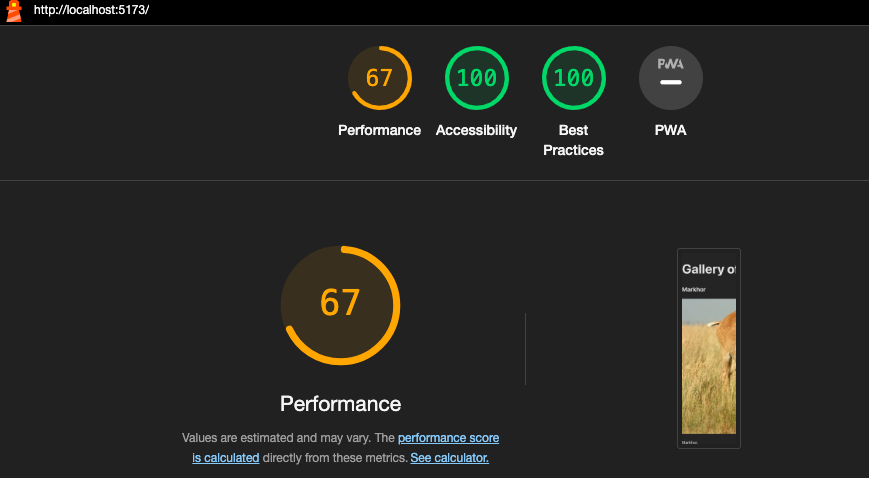 http://localhost:5173/
67
100
100
PWA
Performance
Accessibility
Best
Practices
PWA
67
Performance
Values are estimated and may vary. The performance score
is calculated directly from these metrics. See calculator.
Gallery of
Markhor
Markhor